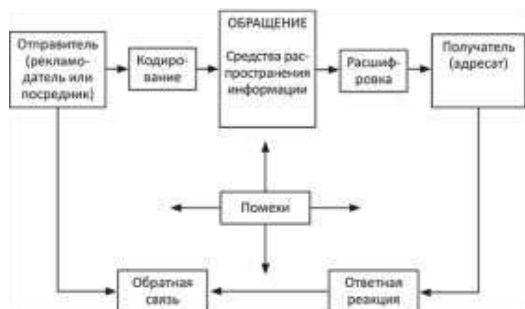 Отправитель
(рекламо-
датель или
посредник)
Кодиро-
вание
ОБРАЩЕНИЕ
Средства рас-
пространения
информации
Расшиф-
ровка
Получатель
(адресат)
Помехи
Обратная
связь
Ответная
реакция